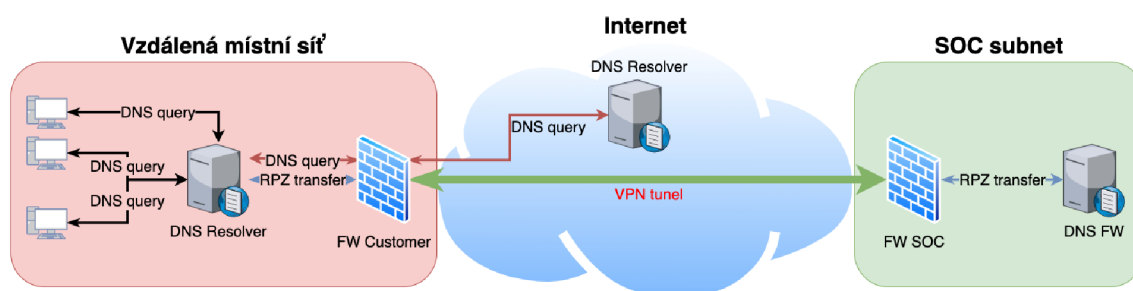 Vzdálená místní síť
Internet
SOC subnet
DNS Resolver
DNS query
DNS query
DNS query
DNS query
DNS query
RPZ transfer
VPN tunel
RPZ transfer
DNS Resolver
FW Customer
FW SOC
DNS FW